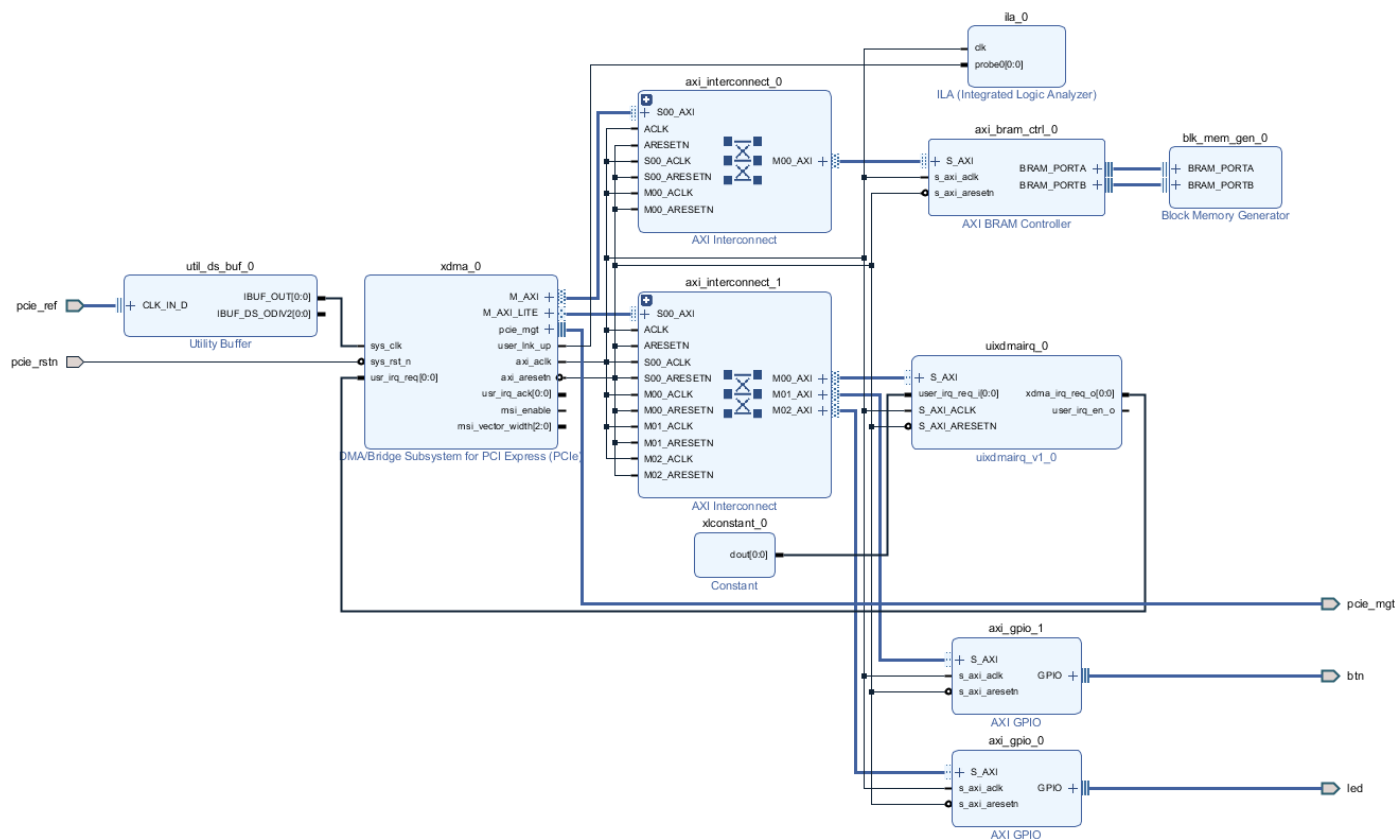 ila_0
clk
probe0[0:0]
ILA (Integrated Logic Analyzer)
axi_interconnect_0
S00_AXI
ACLK
ARESETN
S00_ACLK
S00_ARESETN
M00_ACLK
M00_ARESETN
M00_AXI
AXI Interconnect
axi_bram_ctrl_0
S_AXI
s_axi_aclk
s_axi_aresetn
BRAM_PORTA
BRAM_PORTB
AXI BRAM Controller
blk_mem_gen_0
BRAM_PORTA
BRAM_PORTB
Block Memory Generator
pcie_ref
pcie_rstn
util_ds_buf_0
CLK_IN_D
IBUF_OUT[0:0]
IBUF_DS_ODIV2[0:0]
Utility Buffer
xdma_0
sys_clk
sys_rst_n
usr_irq_req[0:0]
M_AXI
M_AXI_LITE
pcie_mgt
user_lnk_up
axi_aclk
axi_aresetn
usr_irq_ack[0:0]
msi_enable
msi_vector_width[2:0]
DMA/Bridge Subsystem for PCI Express (PCIe)
axi_interconnect_1
S00_AXI
ACLK
ARESETN
S00_ACLK
S00_ARESETN
M00_ACLK
M00_ARESETN
M01_ACLK
M01_ARESETN
M02_ACLK
M02_ARESETN
M00_AXI
M01_AXI
M02_AXI
AXI Interconnect
uixdmairq_0
S_AXI
user_irq_req_i[0:0]
S_AXI_ACLK
S_AXI_ARESETN
xdma_irq_req_o[0:0]
user_irq_en_o
uixdmairq_v1_0
xlconstant_0
dout[0:0]
Constant
pcie_mgt
axi_gpio_1
S_AXI
s_axi_aclk
s_axi_aresetn
GPIO
AXI GPIO
btn
axi_gpio_0
S_AXI
s_axi_aclk
s_axi_aresetn
GPIO
AXI GPIO
led